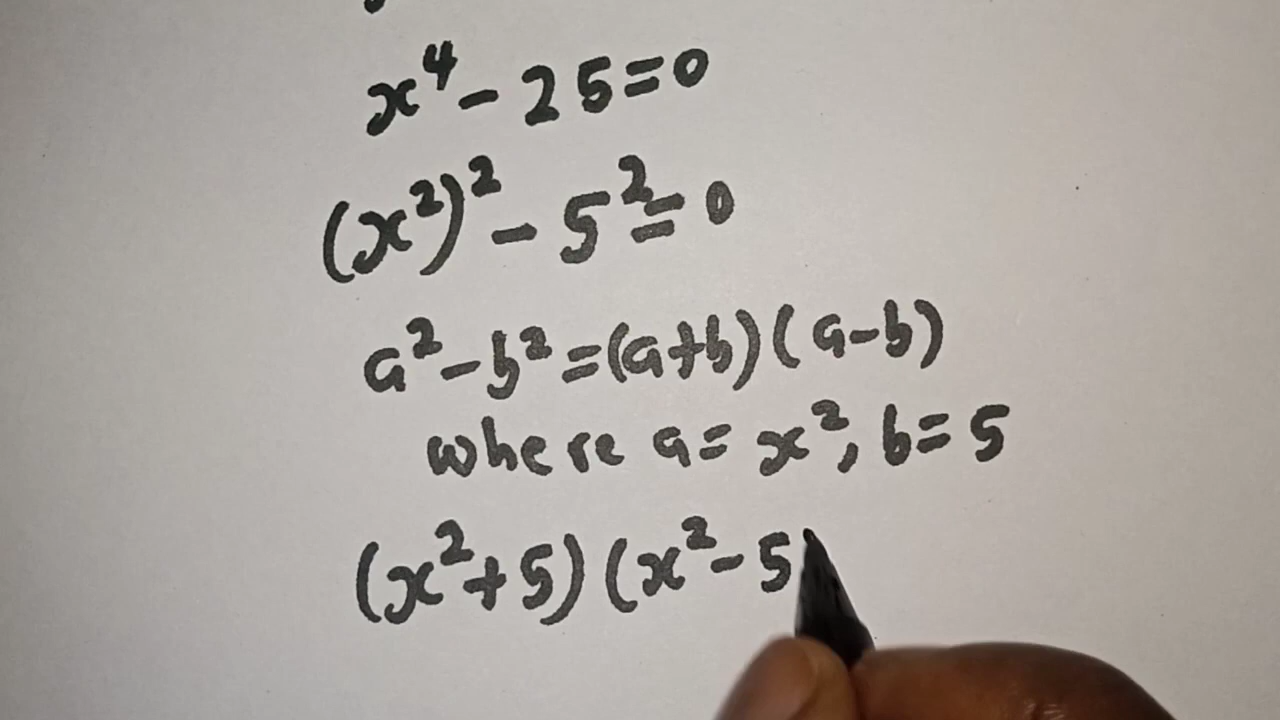 x⁴ - 25 = 0
(x²)² - 5² = 0
a² - b² = (a+b)(a-b)
where a = x², b = 5
(x²+5)(x²-5